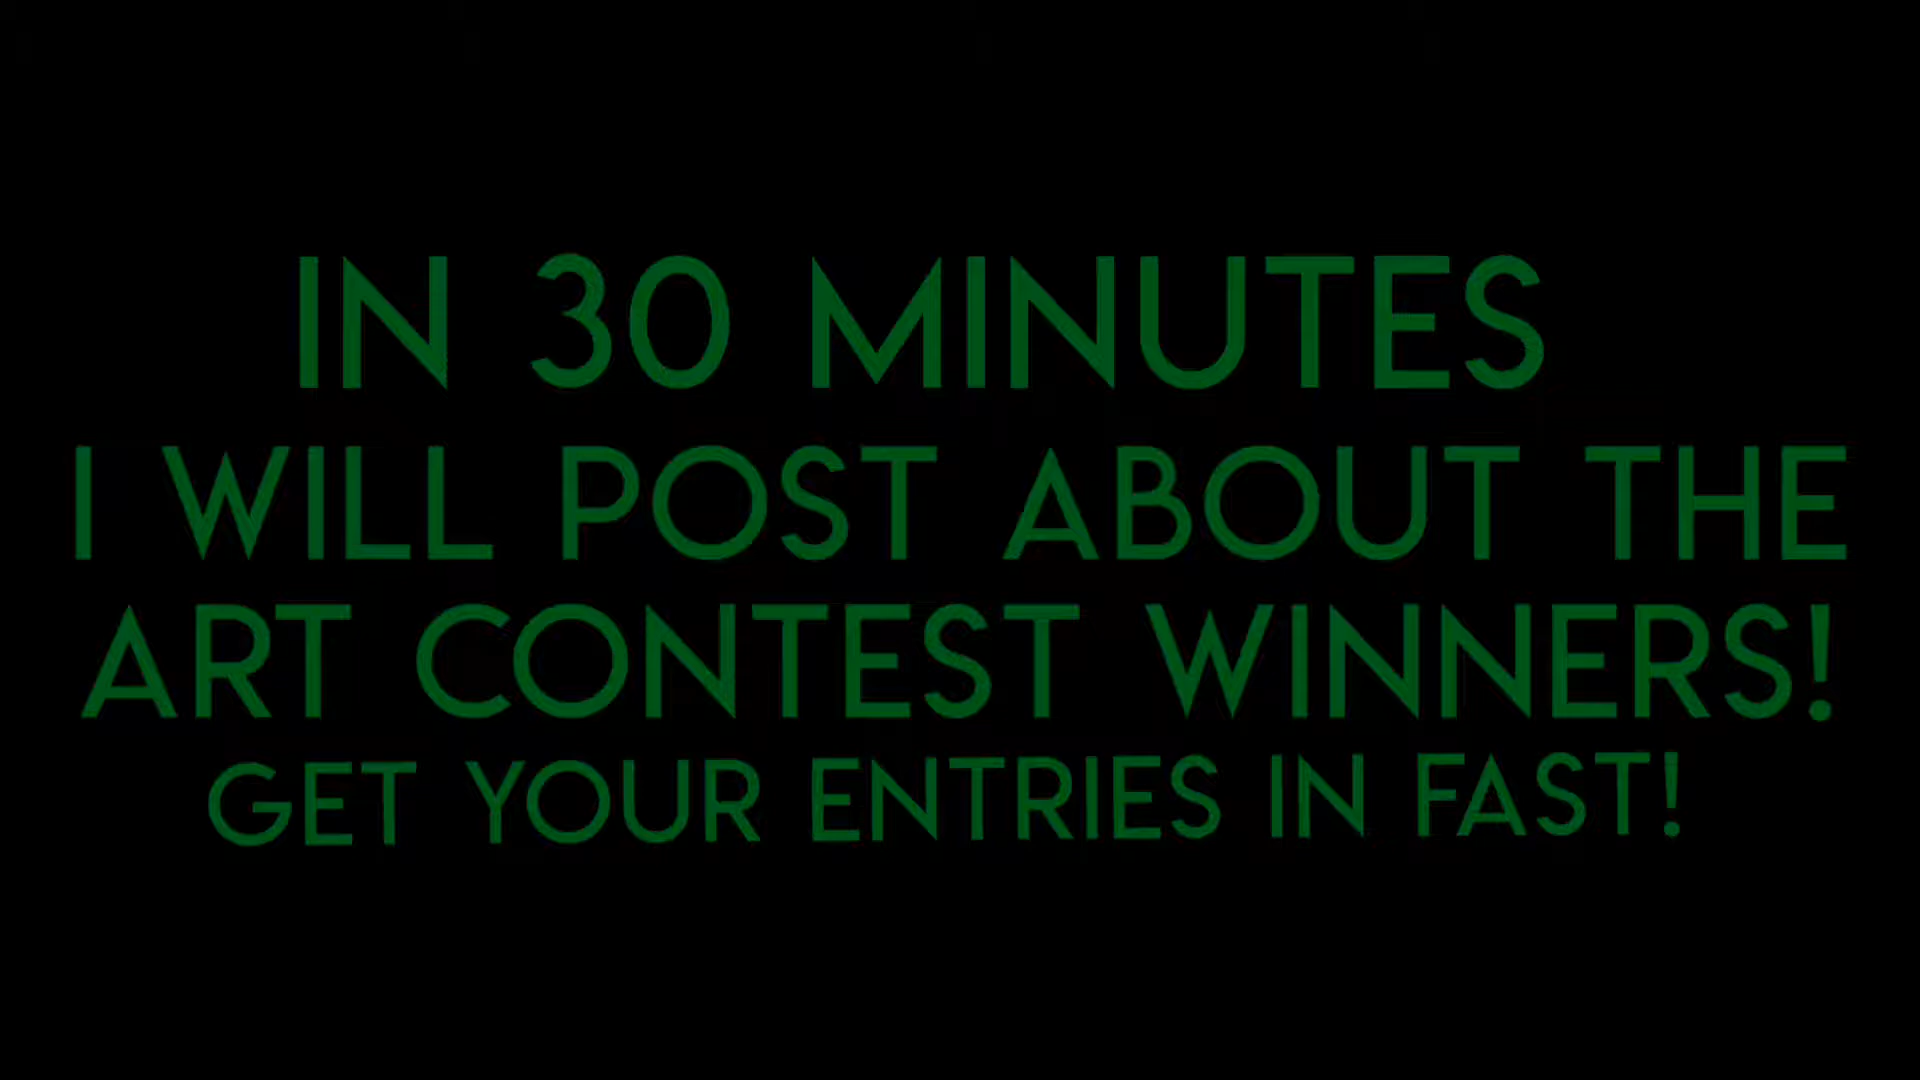 IN 30 MINUTES
I WILL POST ABOUT THE
ART CONTEST WINNERS!
GET YOUR ENTRIES IN FAST!